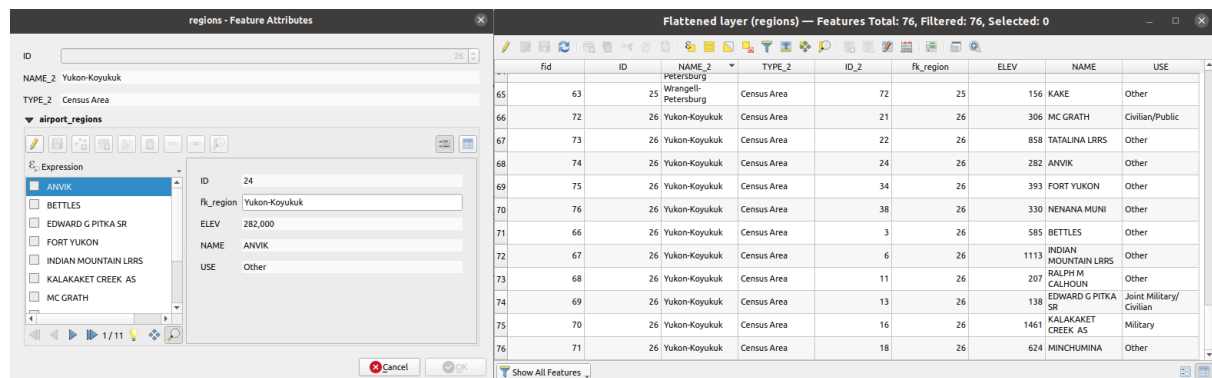 regions - Feature Attributes
ID 26
NAME_2 Yukon-Koyukuk
TYPE_2 Census Area
airport_regions
Expression
ANVIK
BETTLES
EDWARD G PITKA SR
FORT YUKON
INDIAN MOUNTAIN LRRS
KALAKAKET CREEK AS
MC GRATH
1/11
ID 24
fk_region Yukon-Koyukuk
ELEV 282,000
NAME ANVIK
USE Other
Cancel OK
Flattened layer (regions) — Features Total: 76, Filtered: 76, Selected: 0
fid ID NAME_2 TYPE_2 ID_2 fk_region ELEV NAME USE
Petersburg
65 63 25 Wrangell-Petersburg Census Area 72 25 156 KAKE Other
66 72 26 Yukon-Koyukuk Census Area 21 26 306 MC GRATH Civilian/Public
67 73 26 Yukon-Koyukuk Census Area 22 26 858 TATALINA LRRS Other
68 74 26 Yukon-Koyukuk Census Area 24 26 282 ANVIK Other
69 75 26 Yukon-Koyukuk Census Area 34 26 393 FORT YUKON Other
70 76 26 Yukon-Koyukuk Census Area 38 26 330 NENANA MUNI Other
71 66 26 Yukon-Koyukuk Census Area 3 26 585 BETTLES Other
72 67 26 Yukon-Koyukuk Census Area 6 26 1113 INDIAN MOUNTAIN LRRS Other
73 68 26 Yukon-Koyukuk Census Area 11 26 207 RALPH M CALHOUN Other
74 69 26 Yukon-Koyukuk Census Area 13 26 138 EDWARD G PITKA SR Joint Military/Civilian
75 70 26 Yukon-Koyukuk Census Area 16 26 1461 KALAKAKET CREEK AS Military
76 71 26 Yukon-Koyukuk Census Area 18 26 624 MINCHUMINA Other
Show All Features